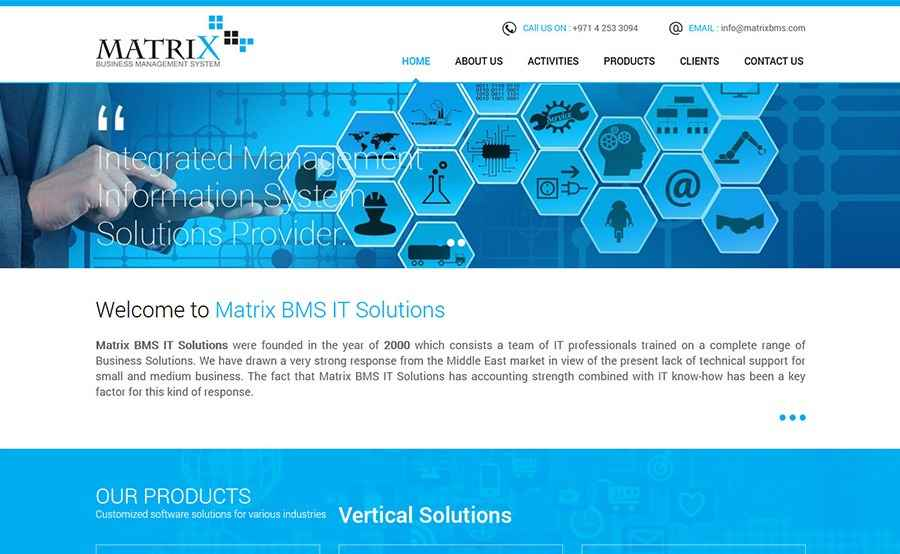 MATRIX
BUSINESS MANAGEMENT SYSTEM
Call US ON : +971 4 253 3094
EMAIL : info@matrixbms.com
HOME ABOUT US ACTIVITIES PRODUCTS CLIENTS CONTACT US
“
Integrated Management
Information System
Solutions Provider.
Service
@
Welcome to Matrix BMS IT Solutions
Matrix BMS IT Solutions were founded in the year of 2000 which consists a team of IT professionals trained on a complete range of
Business Solutions. We have drawn a very strong response from the Middle East market in view of the present lack of technical support for
small and medium business. The fact that Matrix BMS IT Solutions has accounting strength combined with IT know-how has been a key
factor for this kind of response.
OUR PRODUCTS
Customized software solutions for various industries
Vertical Solutions